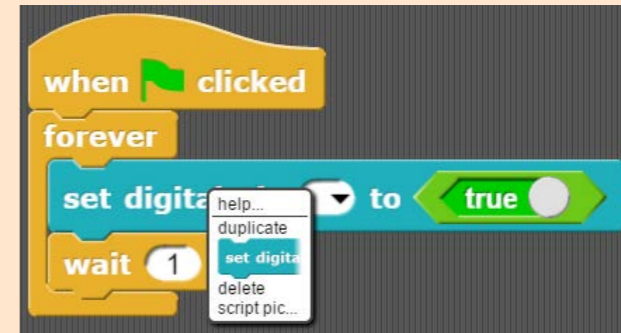 when clicked
forever
set digita to true
wait 1
help...
duplicate
set digita
delete
script pic...